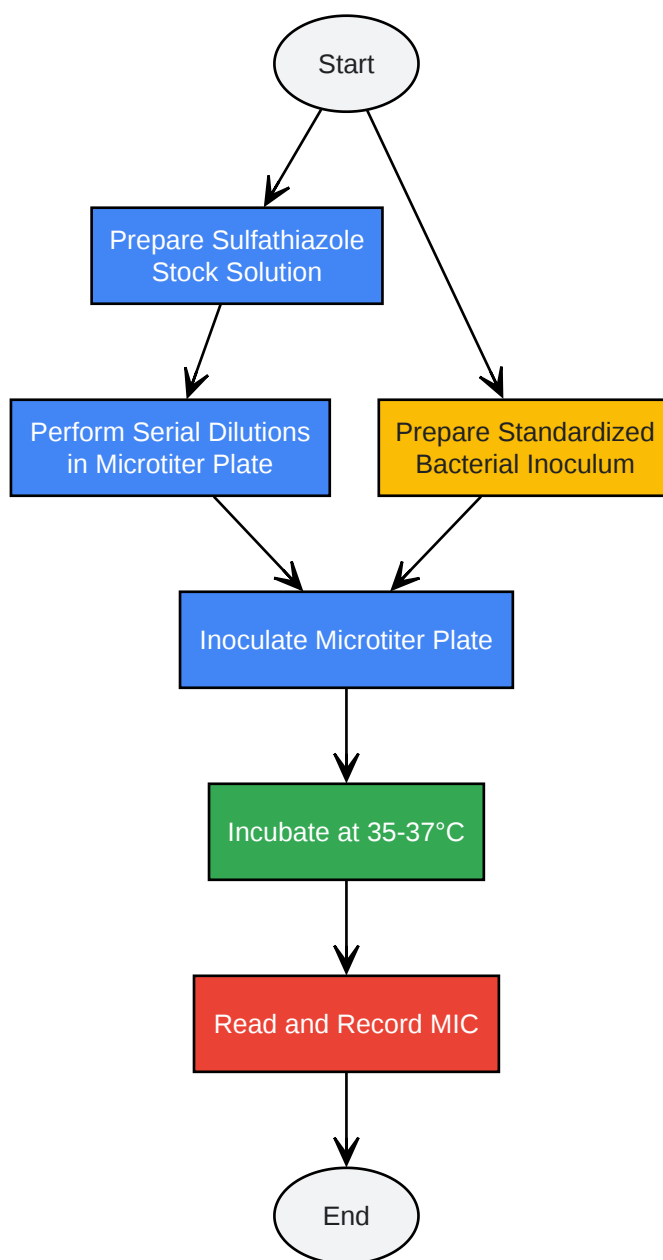 Start
Prepare Sulfathiazole
Stock Solution
Perform Serial Dilutions
in Microtiter Plate
Prepare Standardized
Bacterial Inoculum
Inoculate Microtiter Plate
Incubate at 35-37°C
Read and Record MIC
End